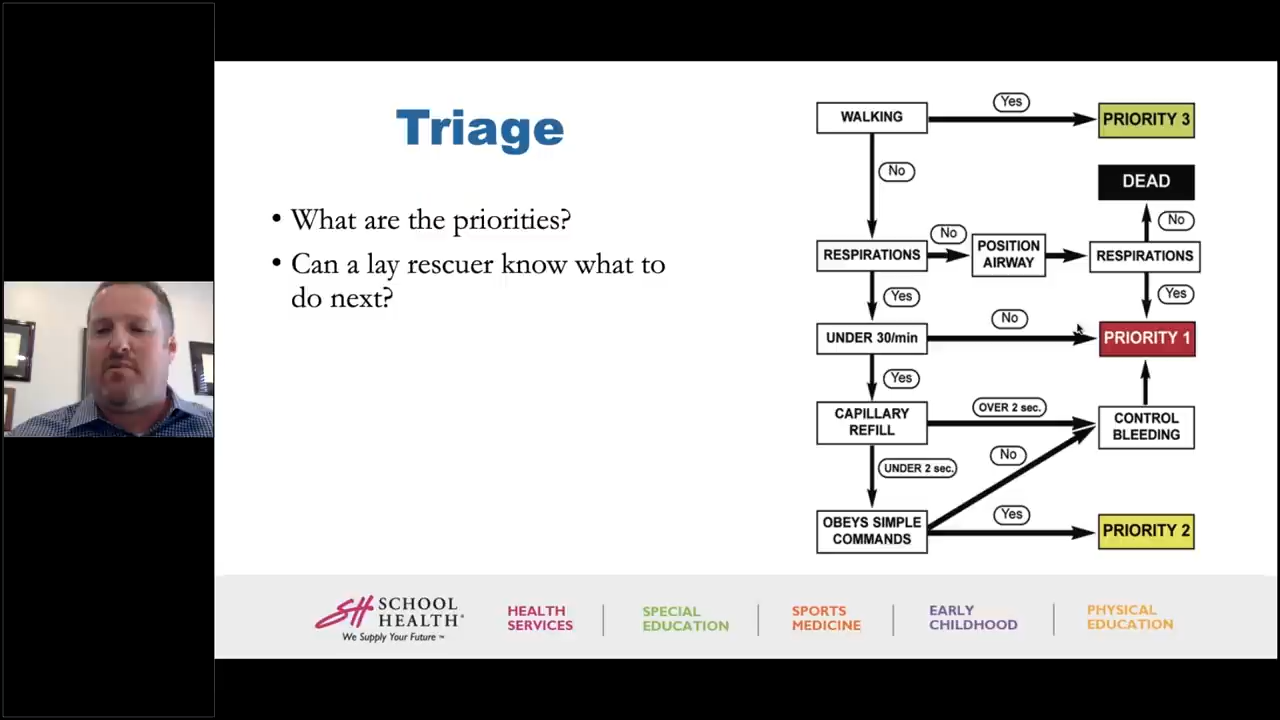 Triage
• What are the priorities?
• Can a lay rescuer know what to
do next?
WALKING
Yes
PRIORITY 3
No
DEAD
No
RESPIRATIONS
No
POSITION
AIRWAY
RESPIRATIONS
Yes
Yes
UNDER 30/min
No
PRIORITY 1
Yes
CAPILLARY
REFILL
OVER 2 sec.
CONTROL
BLEEDING
UNDER 2 sec.
No
OBEYS SIMPLE
COMMANDS
Yes
PRIORITY 2
SH SCHOOL
HEALTH®
We Supply Your Future ™
HEALTH
SERVICES
SPECIAL
EDUCATION
SPORTS
MEDICINE
EARLY
CHILDHOOD
PHYSICAL
EDUCATION